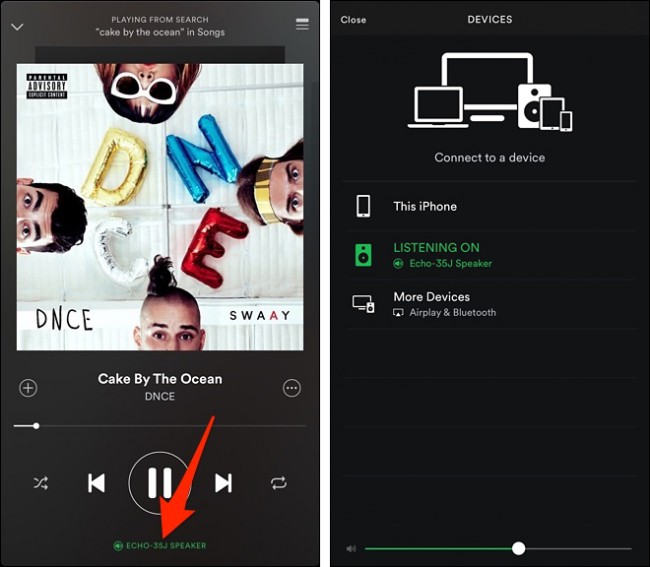 PLAYING FROM SEARCH
"cake by the ocean" in Songs
PARENTAL
ADVISORY
EXPLICIT CONTENT
DNCE
DNCE
SWAAY
Cake By The Ocean
DNCE
ECHO-35J SPEAKER
Close
DEVICES
Connect to a device
This iPhone
LISTENING ON
Echo-35J Speaker
More Devices
Airplay & Bluetooth